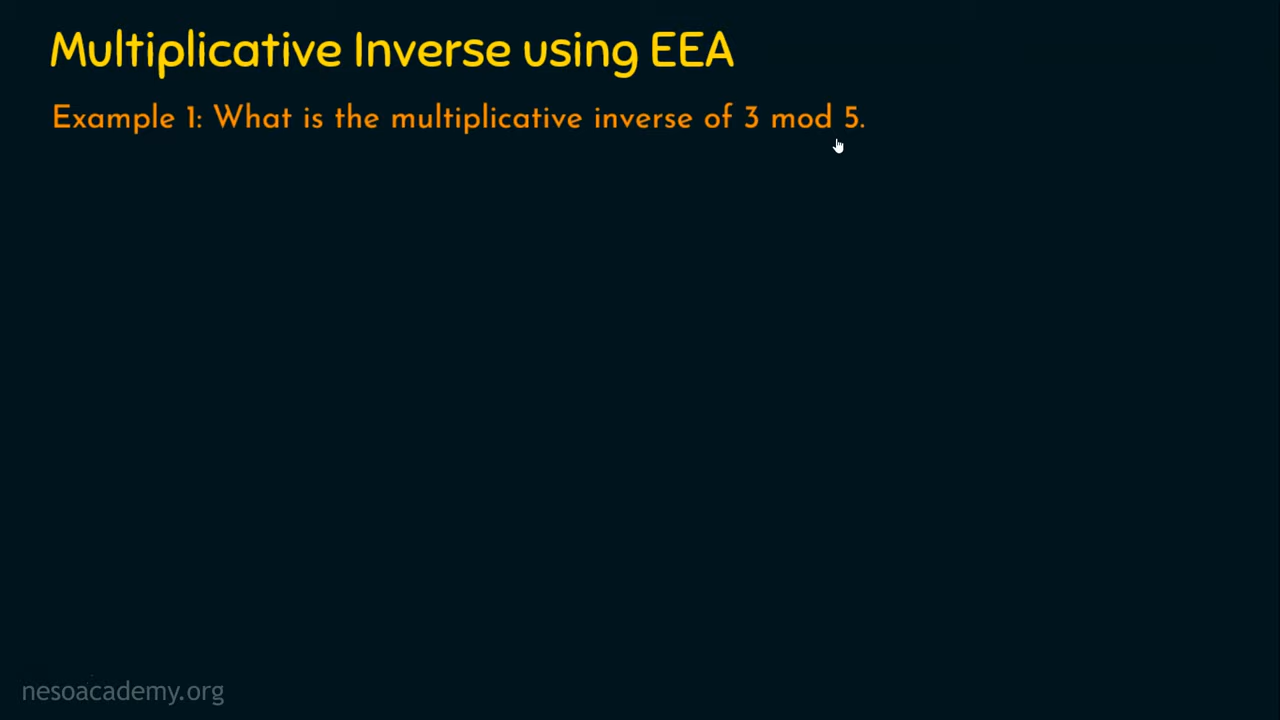 Multiplicative Inverse using EEA
Example 1: What is the multiplicative inverse of 3 mod 5.
nesoacademy.org